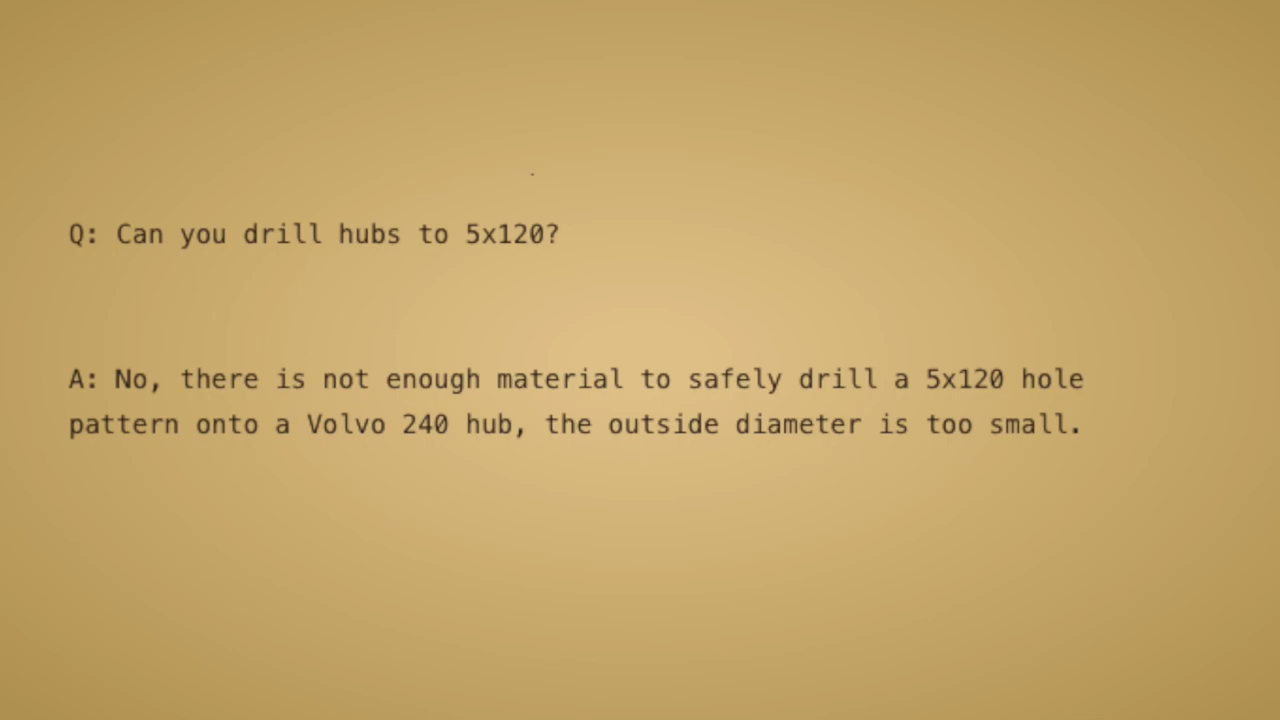 Q: Can you drill hubs to 5x120?
A: No, there is not enough material to safely drill a 5x120 hole
pattern onto a Volvo 240 hub, the outside diameter is too small.